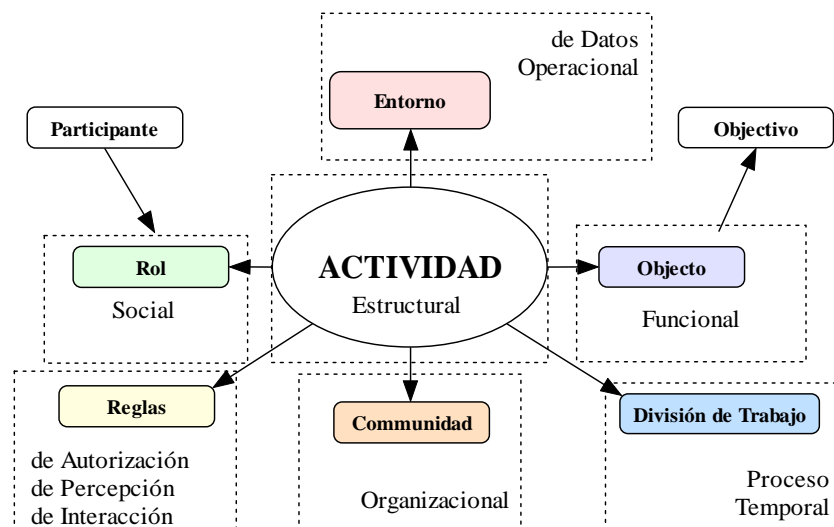 de Datos
Operacional
Entorno
Participante
Objectivo
ACTIVIDAD
Estructural
Rol
Social
Objecto
Funcional
Reglas
de Autorización
de Percepción
de Interacción
Communidad
Organizacional
División de Trabajo
Proceso
Temporal